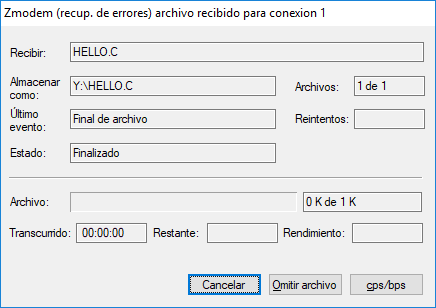 Zmodem (recup. de errores) archivo recibido para conexion 1
Recibir: HELLO.C
Almacenar como: Y:\HELLO.C Archivos: 1 de 1
Último evento: Final de archivo Reintentos:
Estado: Finalizado
Archivo: 0 K de 1 K
Transcurrido: 00:00:00 Restante: Rendimiento:
Cancelar Omitir archivo cps/bps